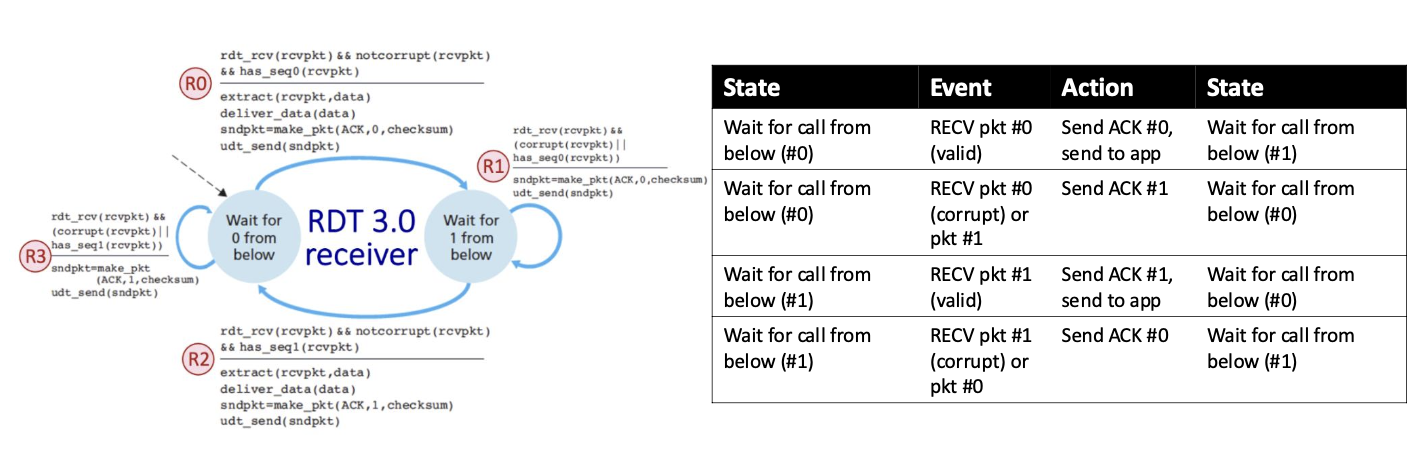 rdt_rcv(rcvpkt) && notcorrupt(rcvpkt)
&& has_seq0(rcvpkt)
R0
extract(rcvpkt,data)
deliver_data(data)
sndpkt=make_pkt(ACK,0,checksum)
udt_send(sndpkt)
rdt_rcv(rcvpkt) &&
(corrupt(rcvpkt)||
has_seq0(rcvpkt))
R1
sndpkt=make_pkt(ACK,0,checksum)
udt_send(sndpkt)
rdt_rcv(rcvpkt) &&
(corrupt(rcvpkt)||
has_seq1(rcvpkt))
R3
sndpkt=make_pkt
(ACK,1,checksum)
udt_send(sndpkt)
Wait for
0 from
below
RDT 3.0
receiver
Wait for
1 from
below
rdt_rcv(rcvpkt) && notcorrupt(rcvpkt)
&& has_seq1(rcvpkt)
R2
extract(rcvpkt,data)
deliver_data(data)
sndpkt=make_pkt(ACK,1,checksum)
udt_send(sndpkt)
State Event Action State
Wait for call from RECV pkt #0 Send ACK #0, Wait for call from
below (#0) (valid) send to app below (#1)
Wait for call from RECV pkt #0 Send ACK #1 Wait for call from
below (#0) (corrupt) or below (#0)
pkt #1
Wait for call from RECV pkt #1 Send ACK #1, Wait for call from
below (#1) (valid) send to app below (#0)
Wait for call from RECV pkt #1 Send ACK #0 Wait for call from
below (#1) (corrupt) or below (#1)
pkt #0